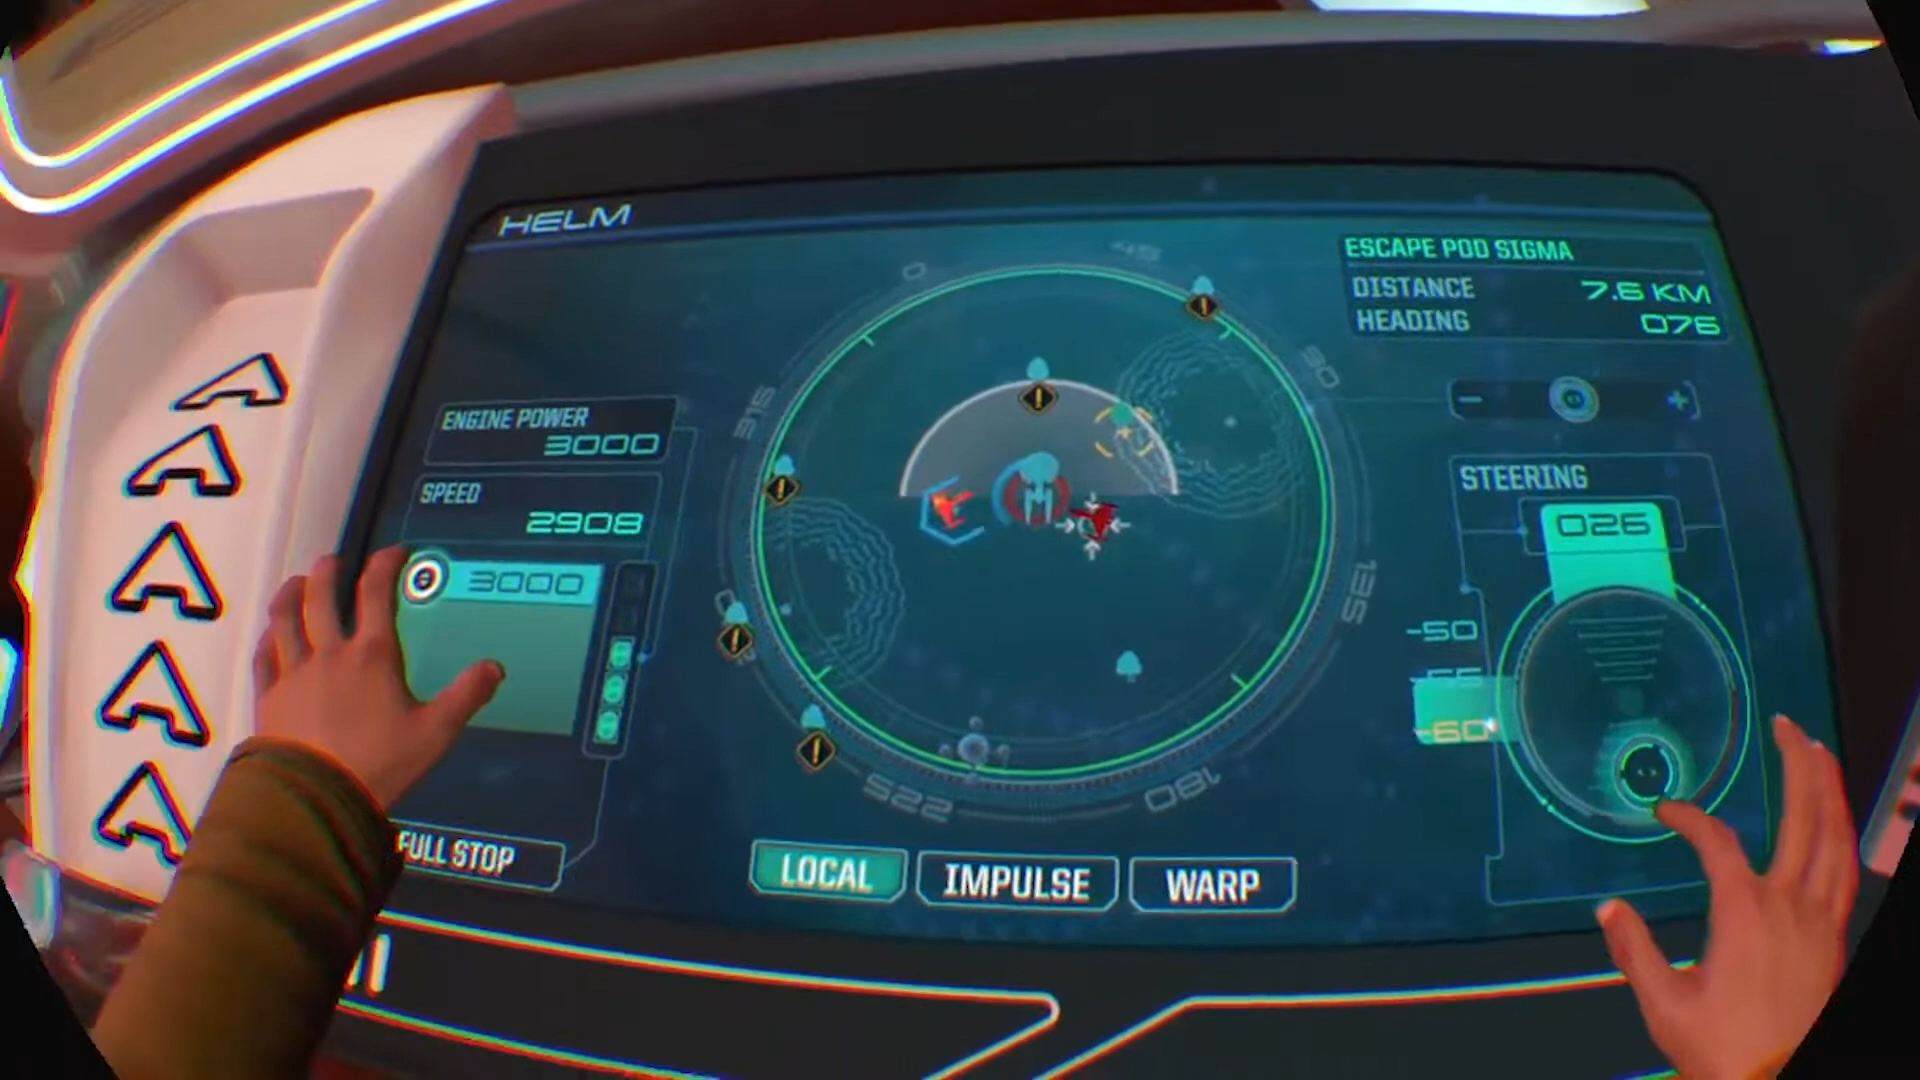 HELM
ESCAPE POD SIGMA
DISTANCE 7.6 KM
HEADING 076
ENGINE POWER
3000
SPEED
2908
3000
FULL STOP
0
45
90
135
180
225
315
STEERING
026
-50
-55
-60
LOCAL IMPULSE WARP